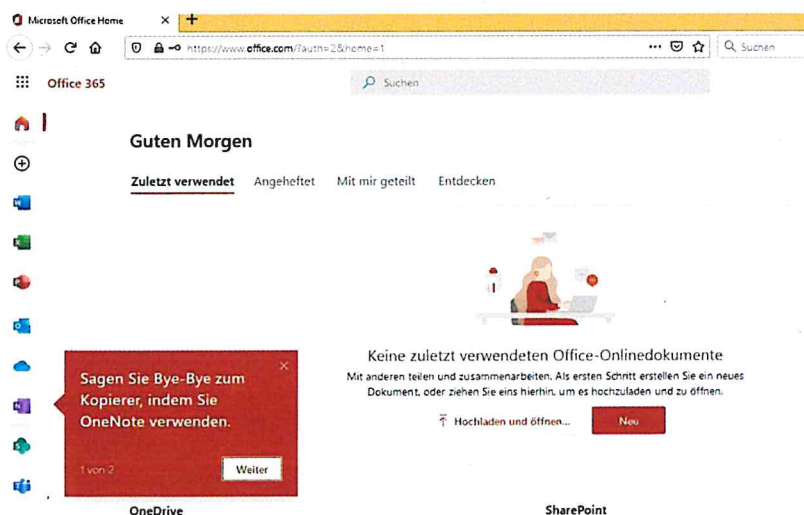 Microsoft Office Home
https://www.office.com/?auth=2&home=1
Suchen
Office 365
Suchen
Guten Morgen
Zuletzt verwendet Angeheftet Mit mir geteilt Entdecken
Keine zuletzt verwendeten Office-Onlinedokumente
Mit anderen teilen und zusammenarbeiten. Als ersten Schritt erstellen Sie ein neues
Dokument, oder ziehen Sie eins hierhin, um es hochzuladen und zu öffnen.
Hochladen und öffnen... Neu
Sagen Sie Bye-Bye zum
Kopierer, indem Sie
OneNote verwenden.
1 von 2 Weiter
OneDrive SharePoint